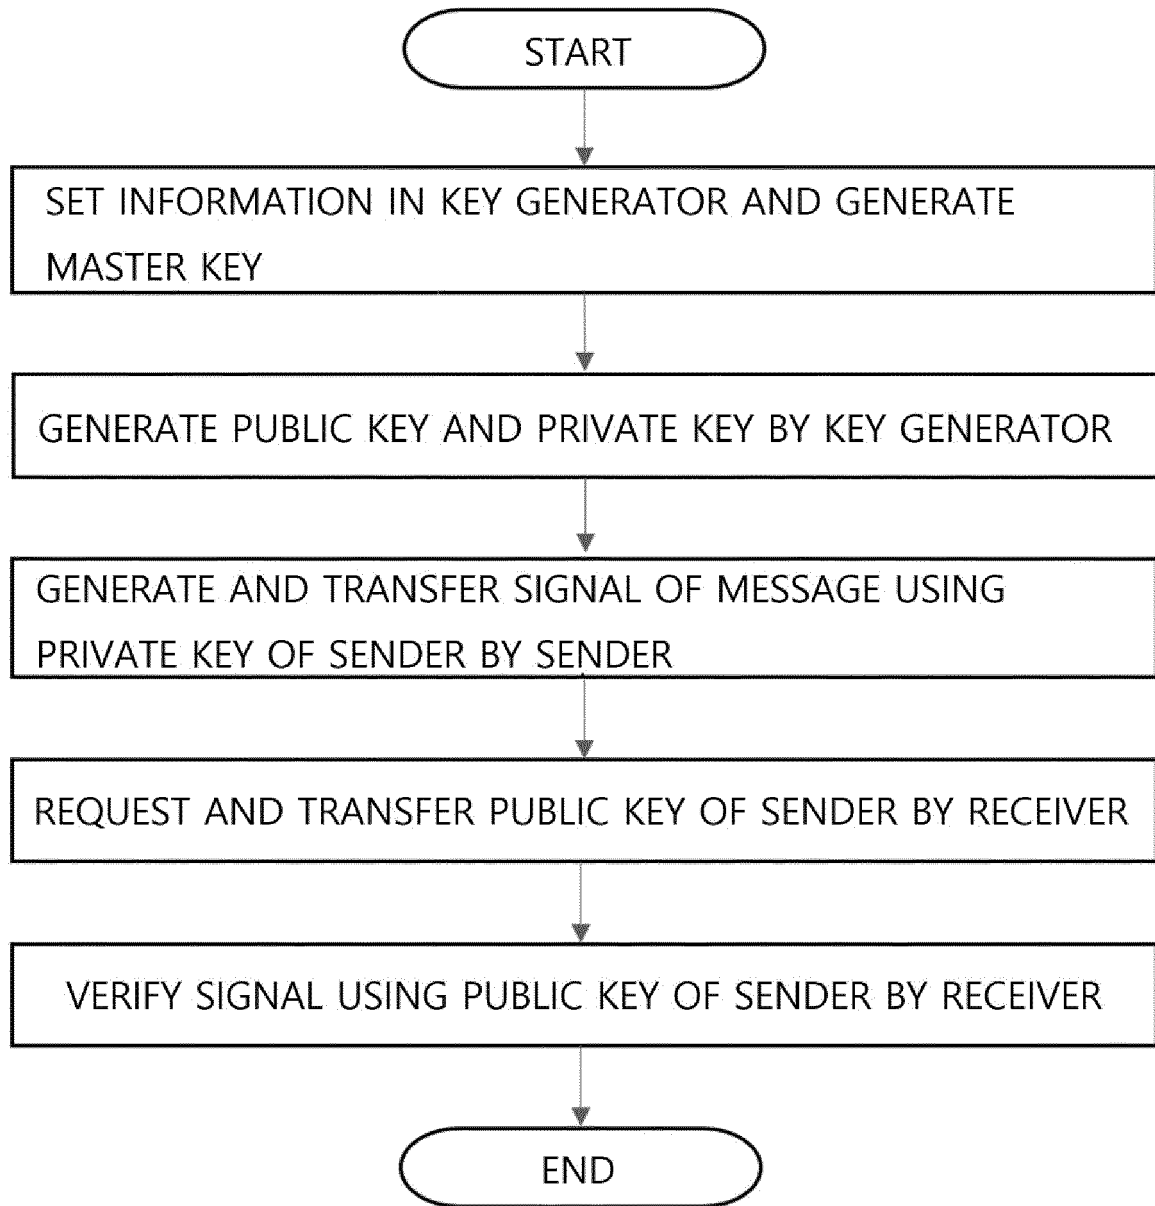 START
SET INFORMATION IN KEY GENERATOR AND GENERATE
MASTER KEY
GENERATE PUBLIC KEY AND PRIVATE KEY BY KEY GENERATOR
GENERATE AND TRANSFER SIGNAL OF MESSAGE USING
PRIVATE KEY OF SENDER BY SENDER
REQUEST AND TRANSFER PUBLIC KEY OF SENDER BY RECEIVER
VERIFY SIGNAL USING PUBLIC KEY OF SENDER BY RECEIVER
END